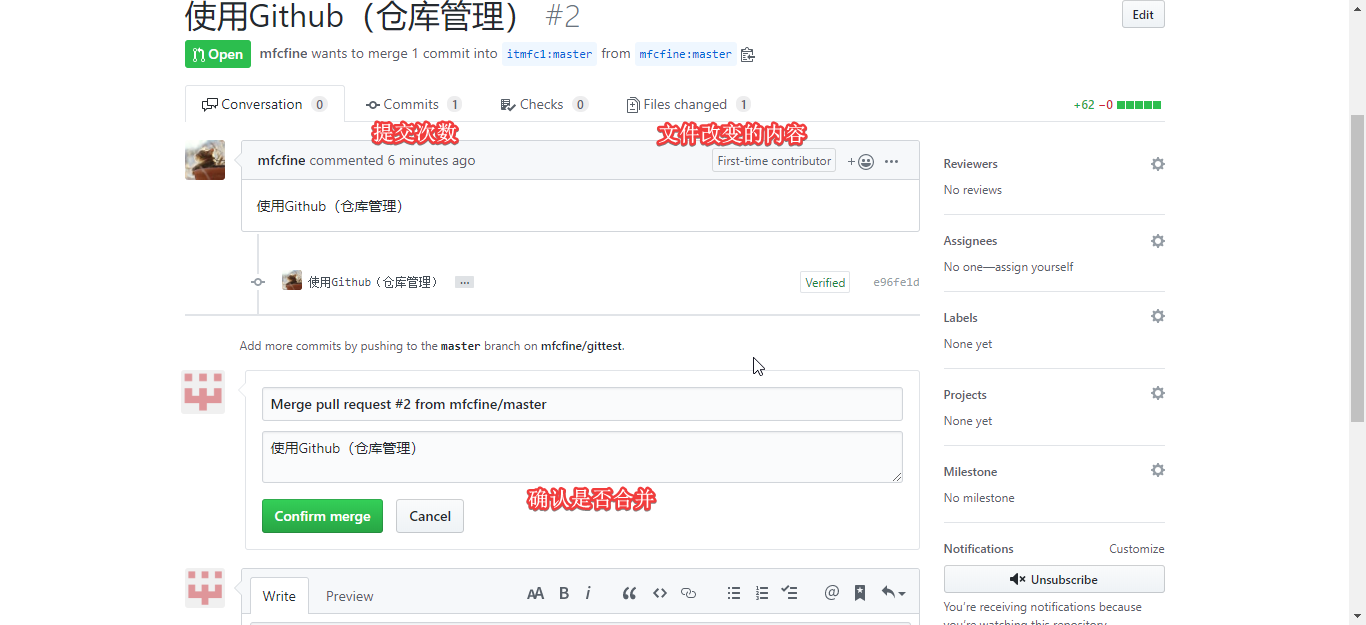 使用Github（仓库管理） #2
Edit
Open mfcfine wants to merge 1 commit into itmfc1:master from mfcfine:master
Conversation 0 Commits 1 Checks 0 Files changed 1 +62 −0
提交次数 文件改变的内容
mfcfine commented 6 minutes ago First-time contributor + ...
使用Github（仓库管理）
使用Github（仓库管理） ... Verified e96fe1d
Add more commits by pushing to the master branch on mfcfine/gittest.
Merge pull request #2 from mfcfine/master
使用Github（仓库管理）
确认是否合并
Confirm merge Cancel
Write Preview AA B i “ <> @
Reviewers
No reviews
Assignees
No one—assign yourself
Labels
None yet
Projects
None yet
Milestone
No milestone
Notifications Customize
Unsubscribe
You're receiving notifications because
you're watching this repository.